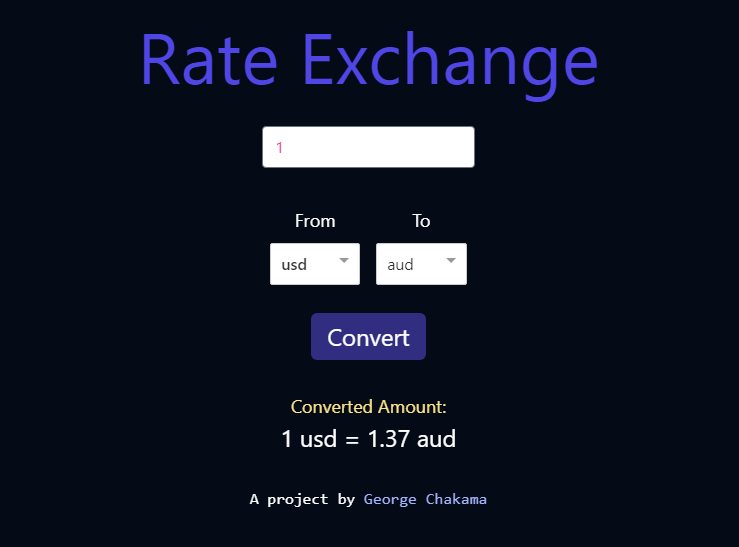 Rate Exchange
1
From To
usd aud
Convert
Converted Amount:
1 usd = 1.37 aud
A project by George Chakama